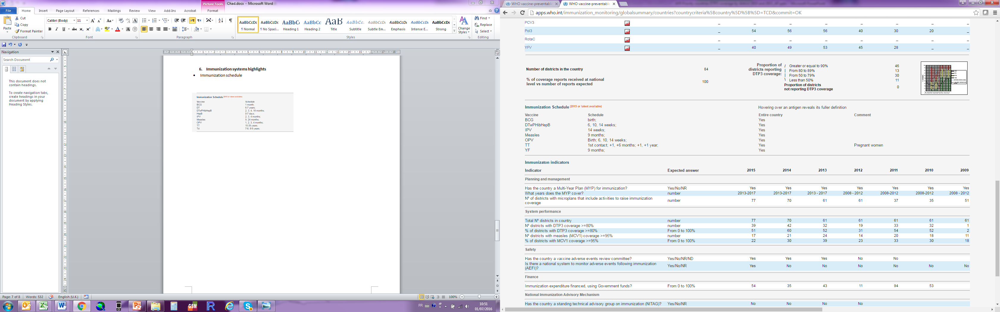 Chad.docx - Microsoft Word
Picture Tools
File Home Insert Page Layout References Mailings Review View Add-Ins Acrobat Format
Paste
Cut
Copy
Format Painter
Clipboard
Calibri (Body) 11
Font
Paragraph
AaBbCcDc AaBbCcDc AaBbC AaBbCc AaB AaBbCc. AaBbCcDc AaBbCcDc AaBbCcDc AaBbCcDc
¶ Normal ¶ No Spaci... Heading 1 Heading 2 Title Subtitle Subtle Em... Emphasis Intense E... Strong
Styles
Change Styles
Find
Replace
Select
Editing
Navigation
Search Document
This document does not
contain headings.
To create navigation tabs,
create headings in your
document by applying
Heading Styles.
6. Immunization systems highlights
• Immunization schedule
Immunization Schedule (2015 or latest available)
Vaccine Schedule
BCG 1 month;
DT 6-7 years;
DTwPHibHepB 2, 3, 4, 18 months;
HepB 0-7 days;
IPV 2, 3, 4 months;
Measles 9, 24 months;
OPV 1, 2, 3, 4 months;
TT 15-39 years;
Td 7-8, 8-9 years;
Page: 7 of 8 Words: 532 English (U.K.) 100%
FR
10:51
01/07/2016
WHO vaccine-preventable WHO vaccine-preventable
apps.who.int/immunization_monitoring/globalsummary/countries?countrycriteria%5Bcountry%5D%5B%5D=TCD&commit=OK
PCV3 – – – – – – – –
Pol3 – 54 56 56 40 30 20 –
RotaC – – – – – – – –
YFV – 40 49 53 45 28 – –
Number of districts in the country 84
% of coverage reports received at national
level vs number of reports expected 100
Proportion of
districts reporting
DTP3 coverage:
/ Greater or equal to 90% 46
| From 80 to 89% 13
| From 50 to 79% 30
\ Less than 50% 11
Proportion of districts
not reporting DTP3 coverage 0
Immunization Schedule (2015 or latest available) Hovering over an antigen reveals its fuller definition
Vaccine Schedule Entire country Comment
BCG birth; Yes
DTwPHibHepB 6, 10, 14 weeks; Yes
IPV 14 weeks; Yes
Measles 9 months; Yes
OPV Birth; 6, 10, 14 weeks; Yes
TT 1st contact; +1, +6 months; +1, +1 year; Yes Pregnant women
YF 9 months; Yes
Immunizaton indicators
Indicator Expected answer 2015 2014 2013 2012 2011 2010 2009
Planning and management
Has the country a Multi-Year Plan (MYP) for immunization? Yes/No/NR Yes Yes Yes Yes Yes Yes Yes
What years does the MYP cover? number 2013-2017 2013-2017 2013 - 2017 2008 - 2012 2008-2012 2008-2012 2008 - 2012
Nº of districts with microplans that include activities to raise immunization
coverage number 77 70 61 61 37 35 51
System performance
Total Nº districts in country number 77 70 61 61 61 61 61
Nº districts with DTP3 coverage >=80% number 39 42 32 19 33 32 1
% of districts with DTP3 coverage >=80% From 0 to 100% 51 60 52 31 54 52 2
Nº districts with measles (MCV1) coverage >=95% number 17 21 24 14 20 18 11
% of districts with MCV1 coverage >=95% From 0 to 100% 22 30 39 23 33 30 18
Safety
Has the country a vaccine adverse events review committee? Yes/No/NR/ND Yes Yes Yes No No
Is there a national system to monitor adverse events following immunization
(AEFI)? Yes/No/NR Yes No No No No No No
Finance
Immunization expenditure financed, using Government funds? From 0 to 100% 54 35 43 11 94 53
National Immunization Advisory Mechanism
Has the country a standing technical advisory group on immunization (NITAG)? Yes/No/NR No No No No